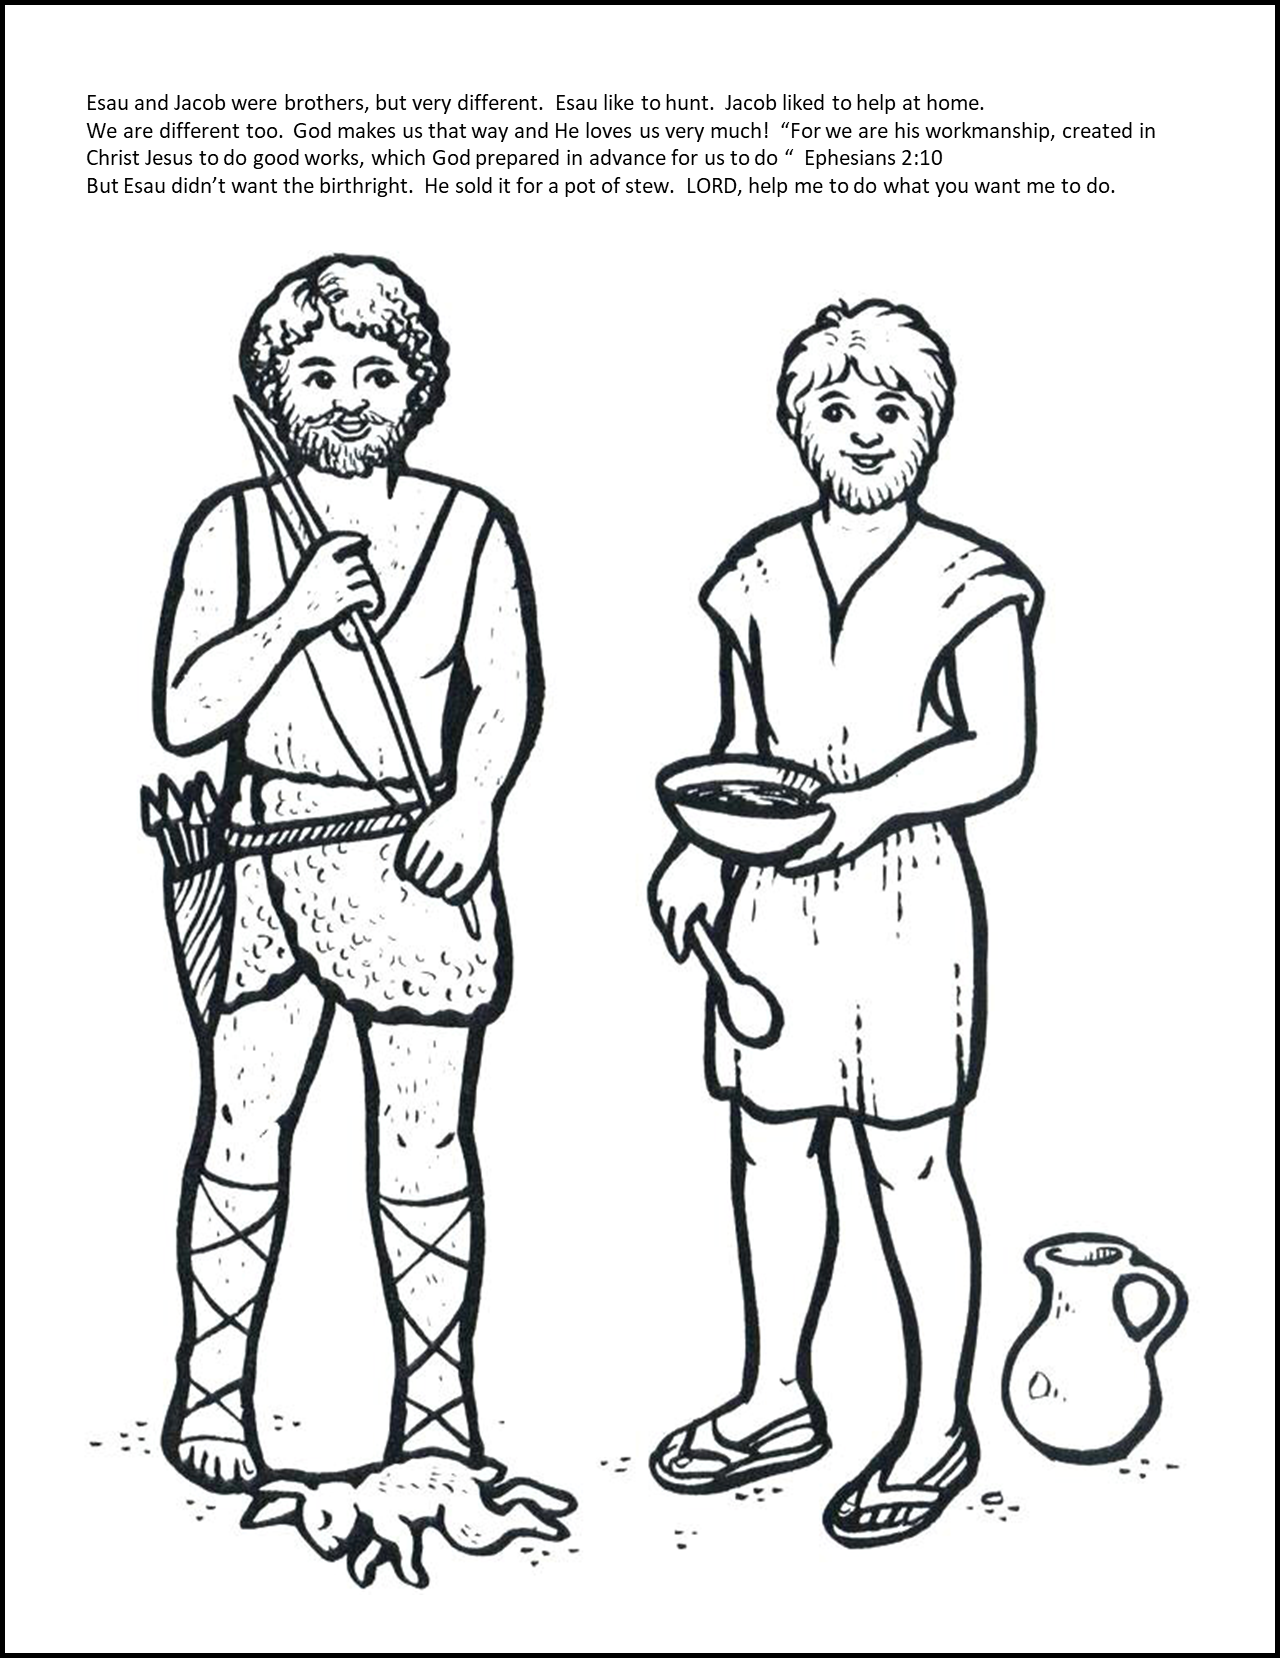 Esau and Jacob were brothers, but very different.  Esau like to hunt.  Jacob liked to help at home.
We are different too.  God makes us that way and He loves us very much!  “For we are his workmanship, created in
Christ Jesus to do good works, which God prepared in advance for us to do “  Ephesians 2:10
But Esau didn’t want the birthright.  He sold it for a pot of stew.  LORD, help me to do what you want me to do.